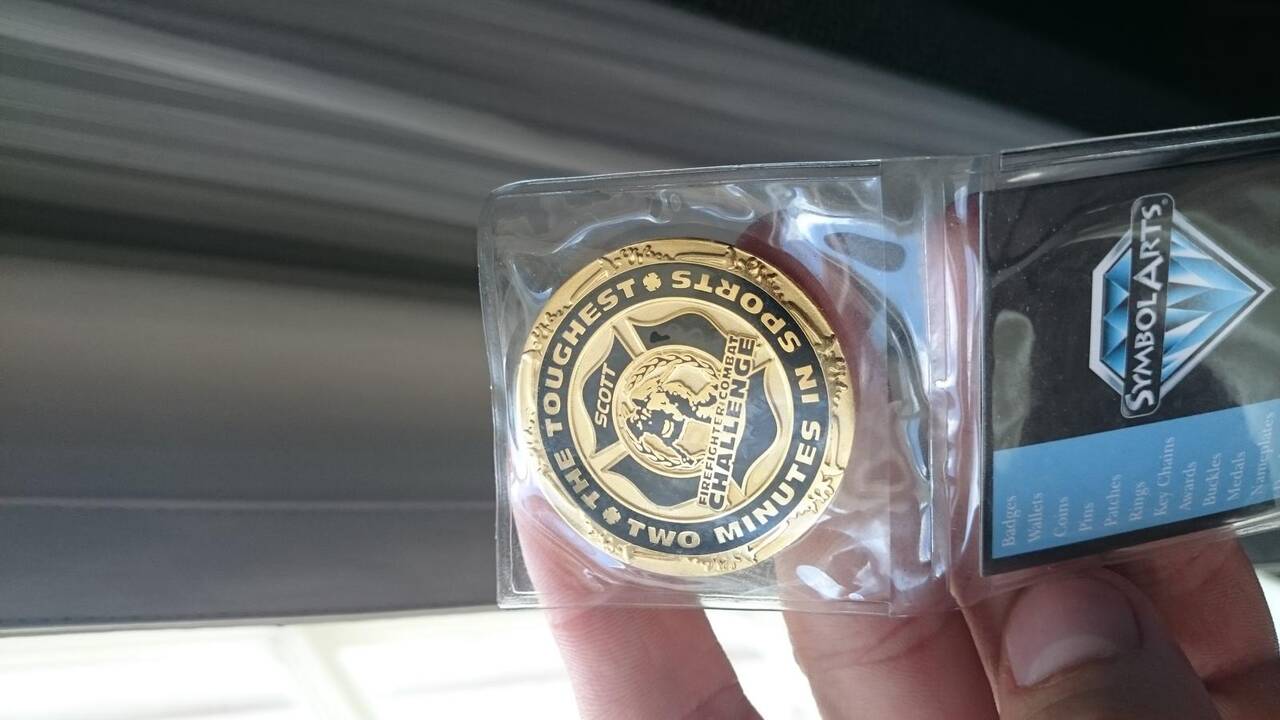 THE TOUGHEST
TWO MINUTES IN SPORTS
SCOTT
FIREFIGHTER COMBAT
CHALLENGE
SYMBOLARTS®
Badges
Wallets
Coins
Pins
Patches
Rings
Key Chains
Awards
Buckles
Medals
Nameplates